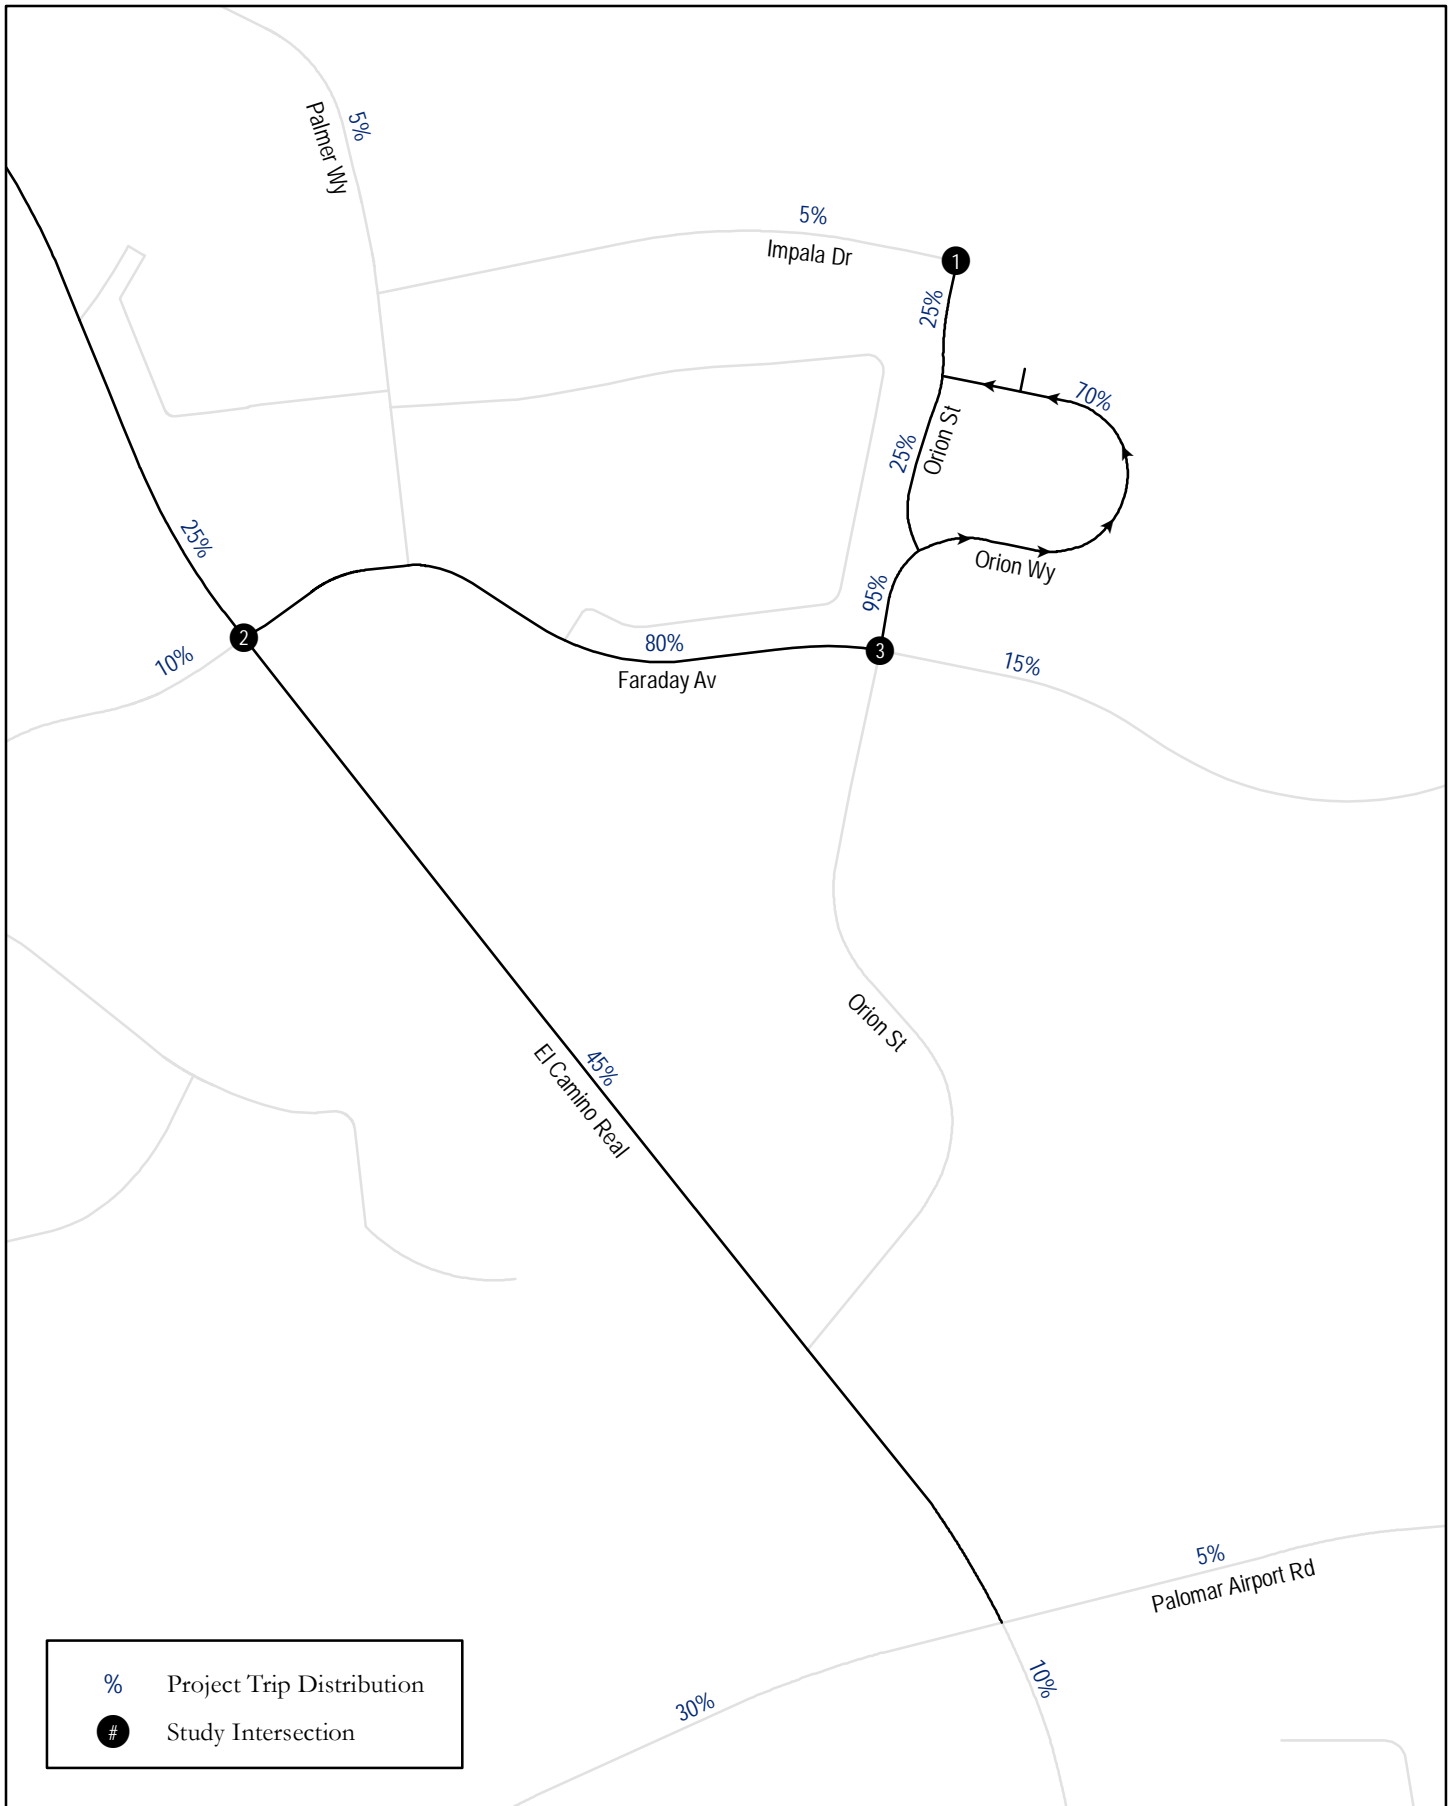 5%
Palmer Wy
5%
Impala Dr
1
25%
70%
25%
Orion St
25%
Orion Wy
95%
2
80%
3
10%
15%
Faraday Av
Orion St
45%
El Camino Real
5%
Palomar Airport Rd
10%
30%
% Project Trip Distribution
# Study Intersection